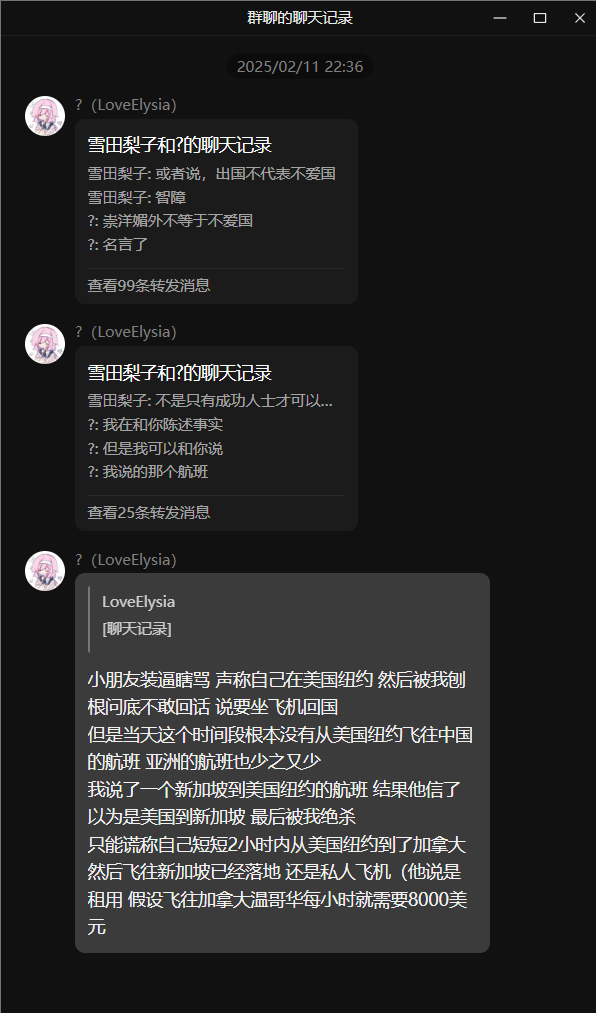 群聊的聊天记录
2025/02/11 22:36
?（LoveElysia）
雪田梨子和?的聊天记录
雪田梨子: 或者说，出国不代表不爱国
雪田梨子: 智障
?: 崇洋媚外不等于不爱国
?: 名言了
查看99条转发消息
?（LoveElysia）
雪田梨子和?的聊天记录
雪田梨子: 不是只有成功人士才可以...
?: 我在和你陈述事实
?: 但是我可以和你说
?: 我说的那个航班
查看25条转发消息
?（LoveElysia）
LoveElysia
[聊天记录]
小朋友装逼瞎骂 声称自己在美国纽约 然后被我刨
根问底不敢回话 说要坐飞机回国
但是当天这个时间段根本没有从美国纽约飞往中国
的航班 亚洲的航班也少之又少
我说了一个新加坡到美国纽约的航班 结果他信了
以为是美国到新加坡 最后被我绝杀
只能谎称自己短短2小时内从美国纽约到了加拿大
然后飞往新加坡已经落地 还是私人飞机（他说是
租用 假设飞往加拿大温哥华每小时就需要8000美
元